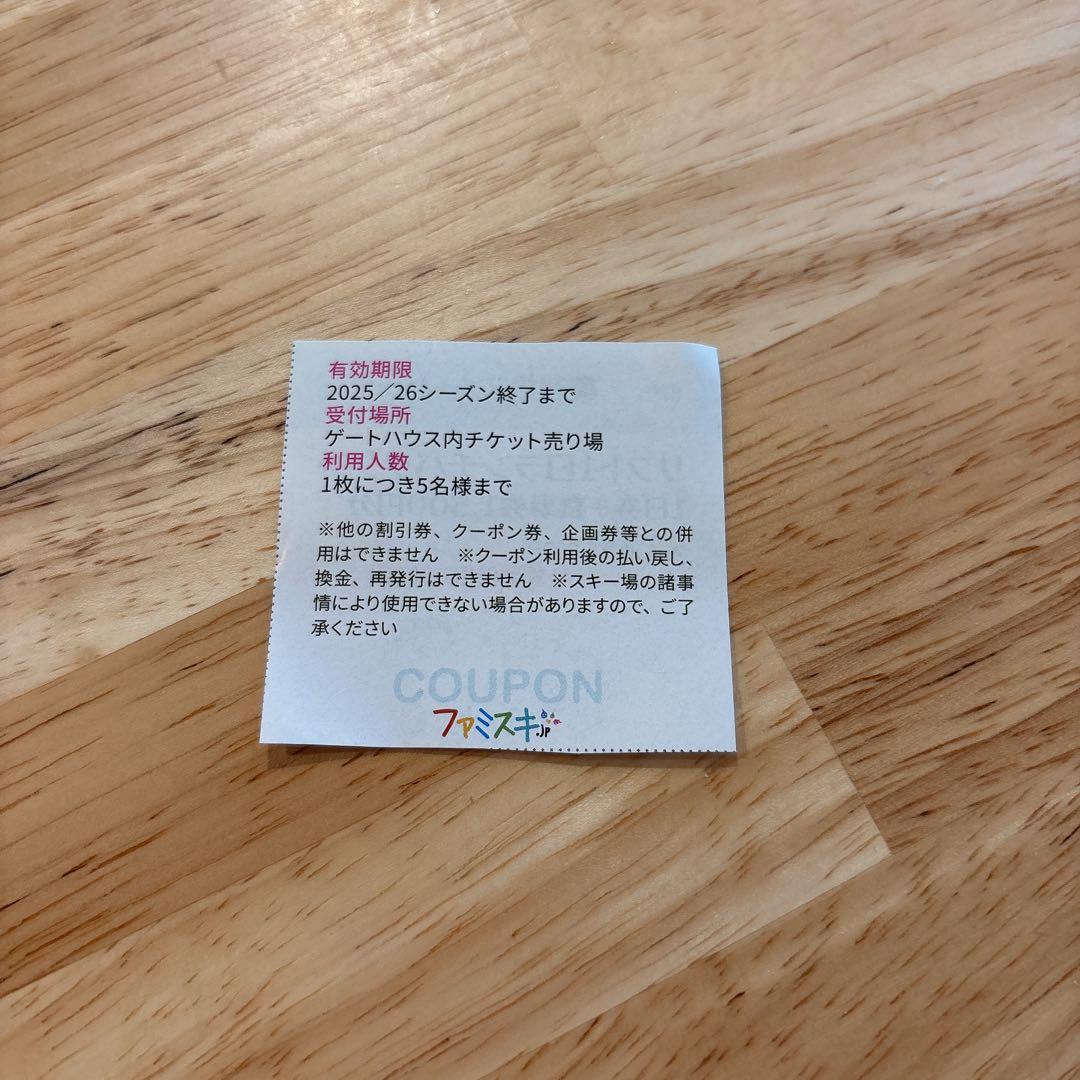 有効期限
2025／26シーズン終了まで
受付場所
ゲートハウス内チケット売り場
利用人数
1枚につき5名様まで
※他の割引券、クーポン券、企画券等との併
用はできません　※クーポン利用後の払い戻し、
換金、再発行はできません　※スキー場の諸事
情により使用できない場合がありますので、ご了
承ください
COUPON
ファミスキ.jp